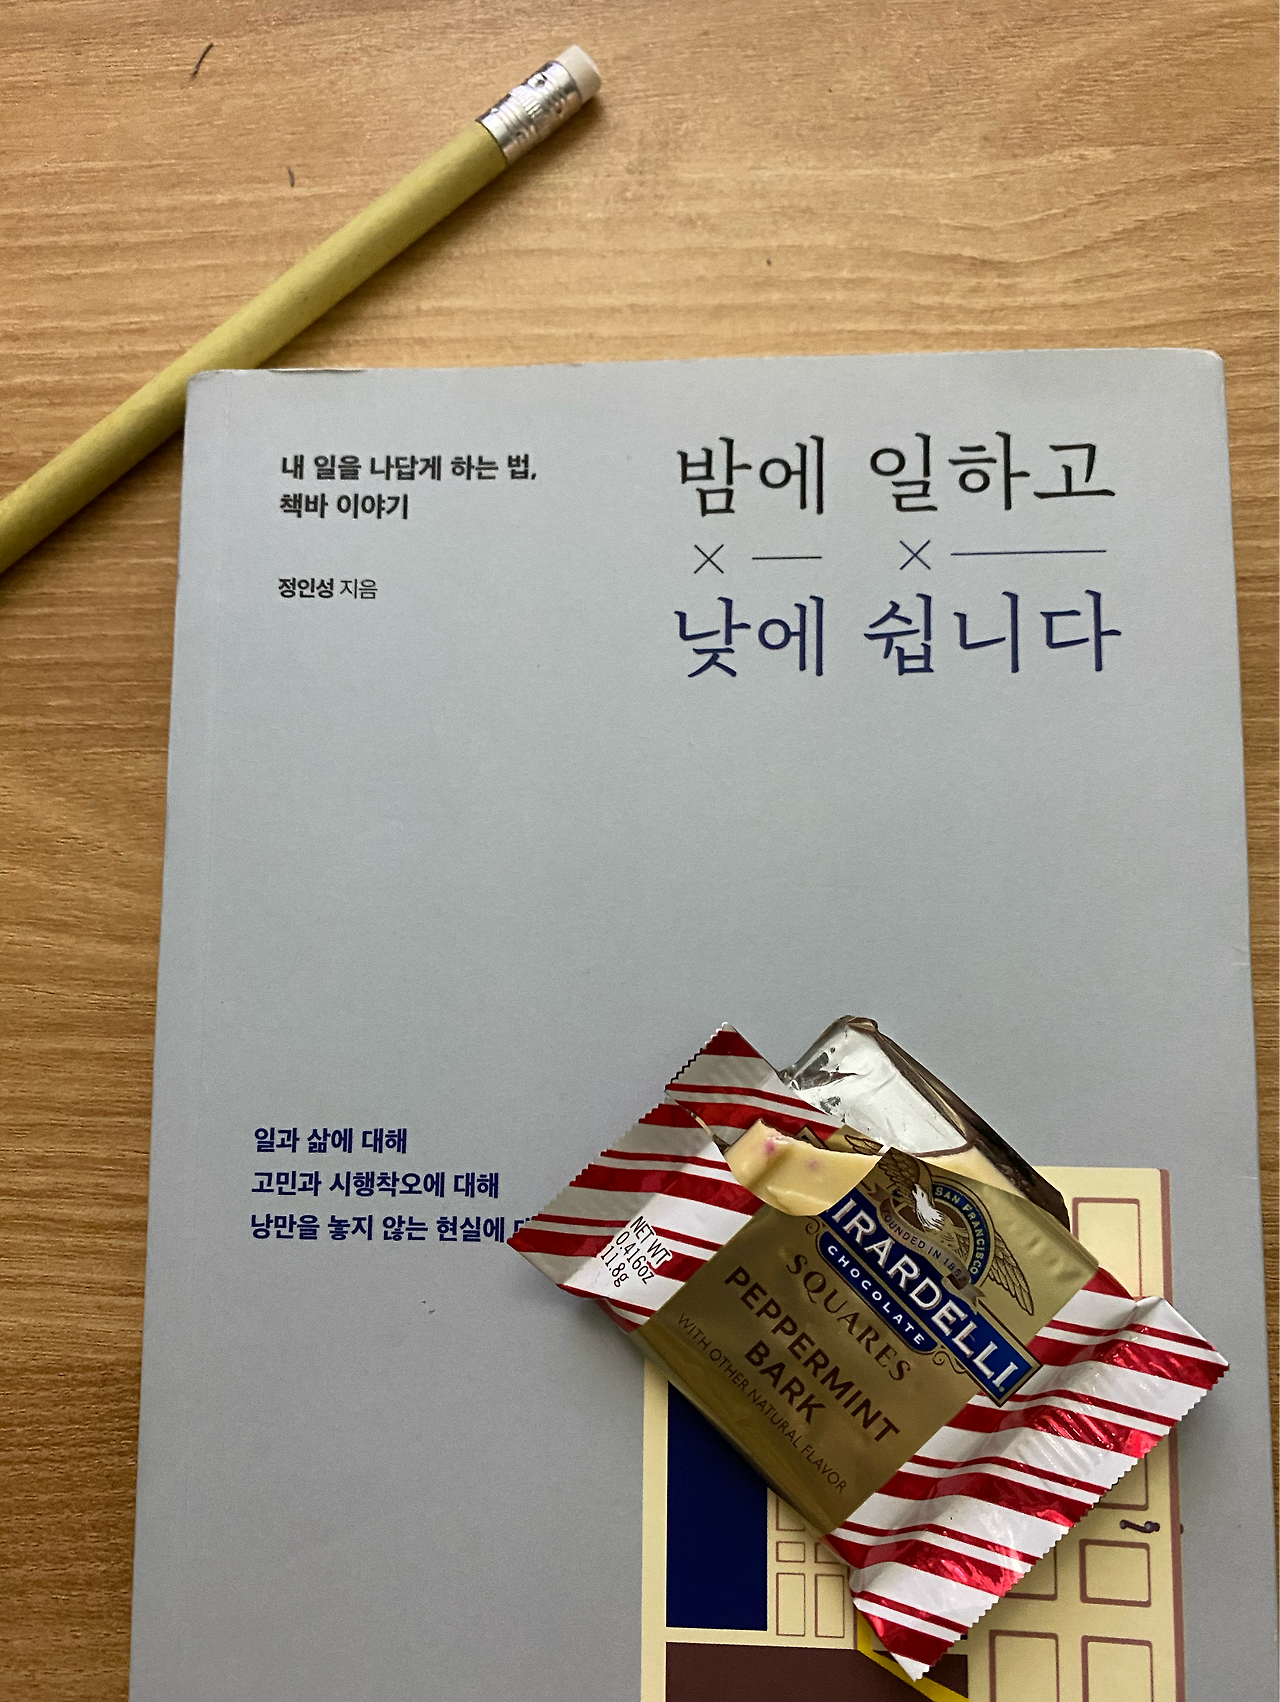 내 일을 나답게 하는 법,
책바 이야기
정인성 지음
밤에 일하고
낮에 쉽니다
일과 삶에 대해
고민과 시행착오에 대해
낭만을 놓지 않는 현실에
NET WT
0.416oz
11.8g
SAN FRANCISCO
FOUNDED IN
IRARDELLI
CHOCOLATE
SQUARES
PEPPERMINT
BARK
WITH OTHER NATURAL FLAVOR